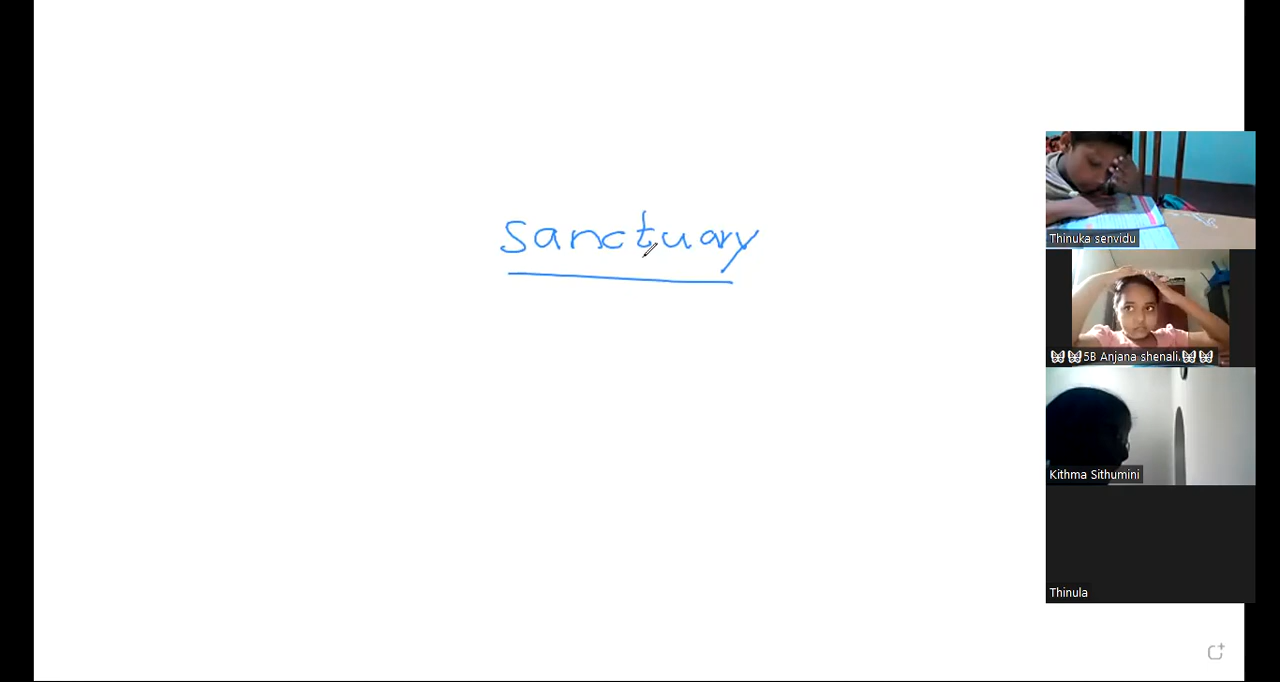 sanctuary
Thinuka senvidu
5B Anjana shenali.
Kithma Sithumini
Thinula